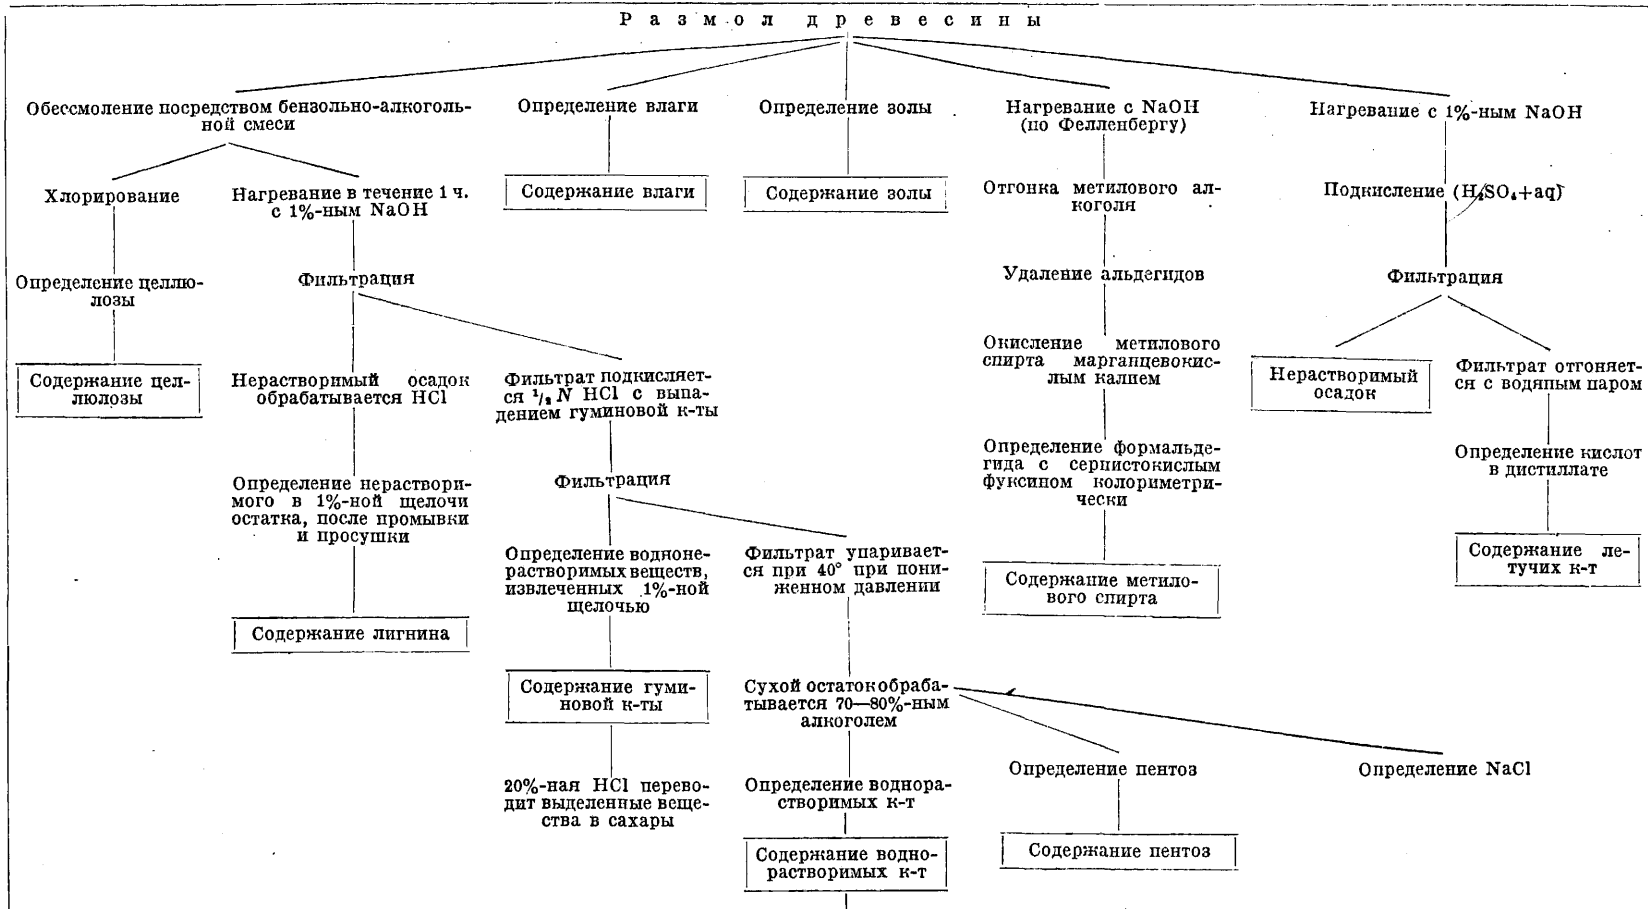 Размол древесины
Обессмоление посредством бензольно-алкоголь-
ной смеси
Определение влаги
Определение золы
Нагревание с NaOH
(по Фелленбергу)
Нагревание с 1%-ным NaOH
Хлорирование
Нагревание в течение 1 ч.
с 1%-ным NaOH
Содержание влаги
Содержание золы
Отгонка метилового ал-
коголя
Подкисление (H₂SO₄+aq)
Определение целлю-
лозы
Фильтрация
Удаление альдегидов
Фильтрация
Содержание цел-
люлозы
Нерастворимый осадок
обрабатывается HCl
Фильтрат подкисляет-
ся N HCl с выпа-
дением гуминовой к-ты
Окисление метилового
спирта марганцевокис-
лым калием
Нерастворимый
осадок
Фильтрат отгоняет-
ся с водяным паром
Определение нераствори-
мого в 1%-ной щелочи
остатка, после промывки
и просушки
Фильтрация
Определение формальде-
гида с сернистокислым
фуксином колориметри-
чески
Определение кислот
в дистиллате
Определение воднонe-
растворимых веществ,
извлеченных 1%-ной
щелочью
Фильтрат упаривает-
ся при 40° при пони-
женном давлении
Содержание метило-
вого спирта
Содержание ле-
тучих к-т
Содержание лигнина
Содержание гуми-
новой к-ты
Сухой остаток обраба-
тывается 70—80%-ным
алкоголем
20%-ная HCl перево-
дит выделенные веще-
ства в сахары
Определение воднора-
створимых к-т
Определение пентоз
Определение NaCl
Содержание водно-
растворимых к-т
Содержание пентоз